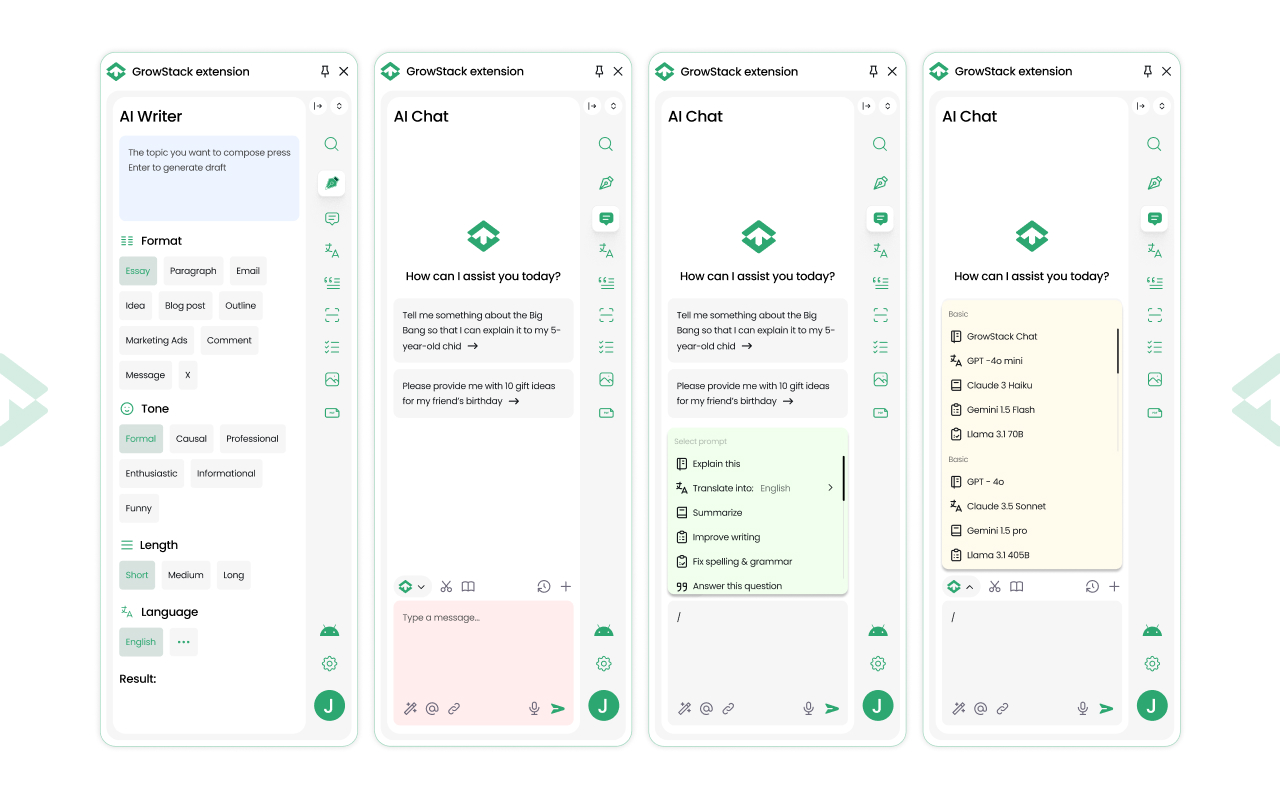 GrowStack extension
AI Writer
The topic you want to compose press
Enter to generate draft
Format
Essay
Paragraph
Email
Idea
Blog post
Outline
Marketing Ads
Comment
Message
X
Tone
Formal
Causal
Professional
Enthusiastic
Informational
Funny
Length
Short
Medium
Long
Language
English
Result:
J
GrowStack extension
AI Chat
How can I assist you today?
Tell me something about the Big
Bang so that I can explain it to my 5-
year-old chid
Please provide me with 10 gift ideas
for my friend's birthday
Type a message...
J
GrowStack extension
AI Chat
How can I assist you today?
Tell me something about the Big
Bang so that I can explain it to my 5-
year-old chid
Please provide me with 10 gift ideas
for my friend's birthday
Select prompt
Explain this
Translate into: English
Summarize
Improve writing
Fix spelling & grammar
Answer this question
/
J
GrowStack extension
AI Chat
How can I assist you today?
Basic
GrowStack Chat
GPT -4o mini
Claude 3 Haiku
Gemini 1.5 Flash
Llama 3.1 70B
Basic
GPT - 4o
Claude 3.5 Sonnet
Gemini 1.5 pro
Llama 3.1 405B
/
J